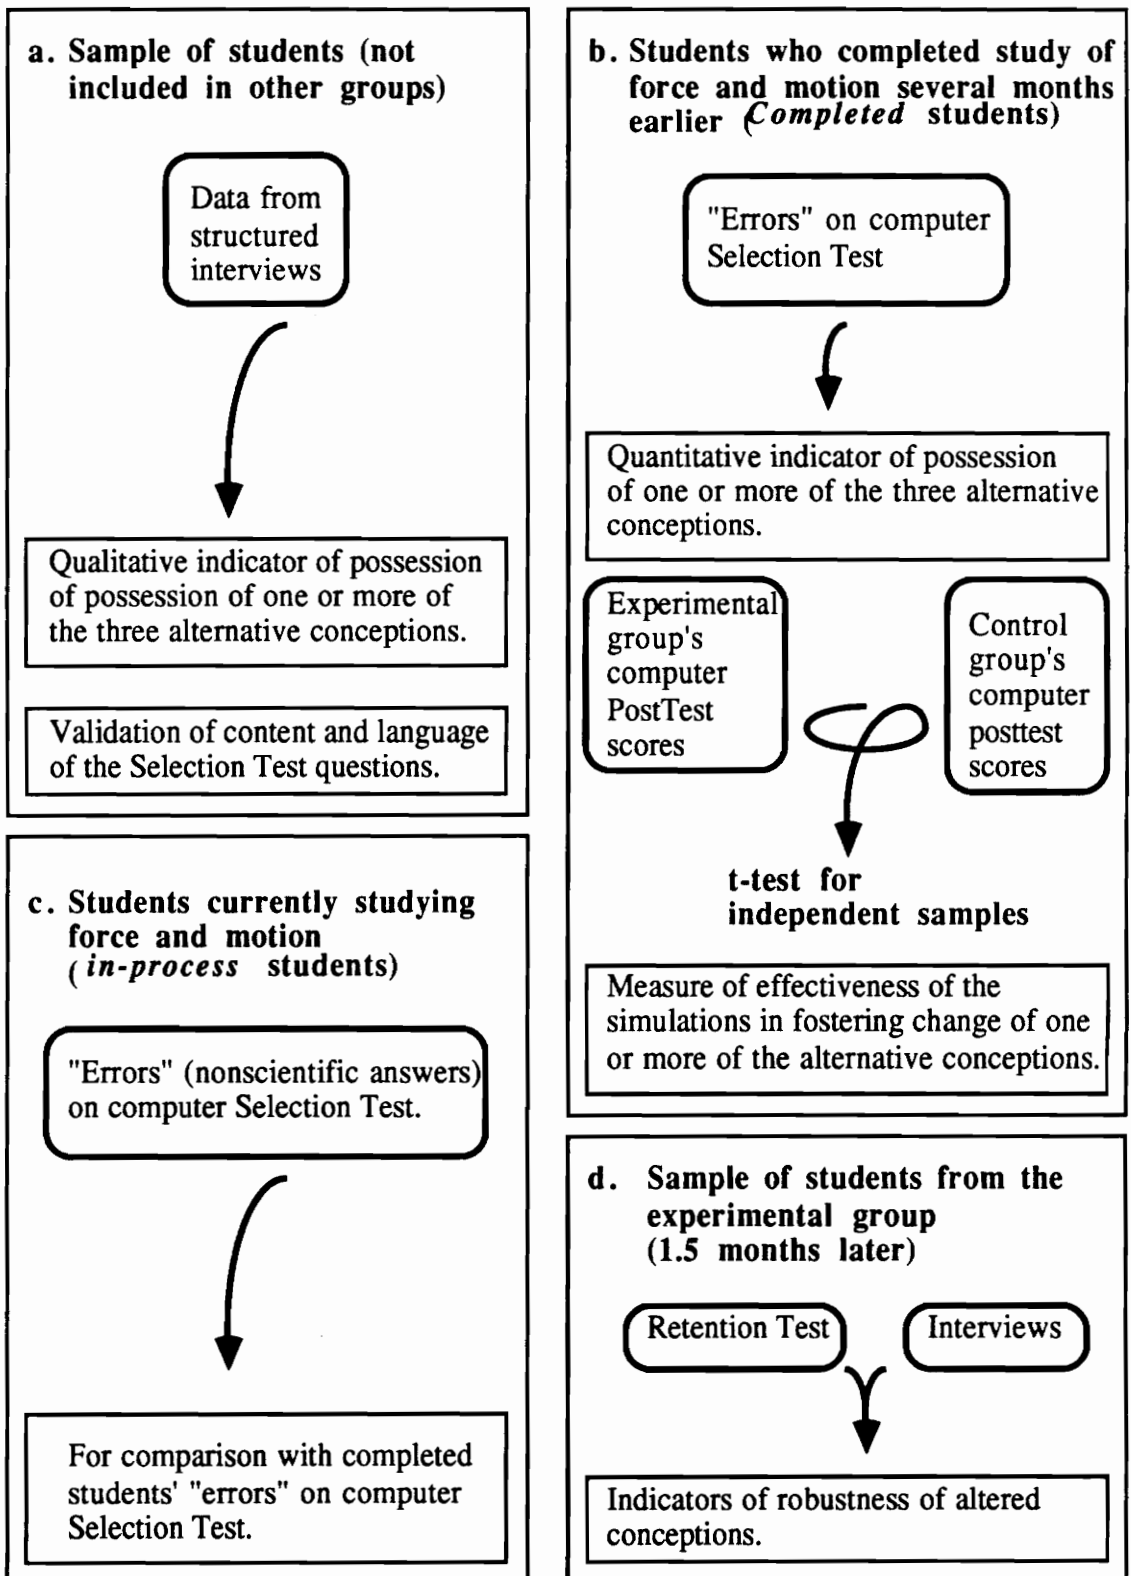 a. Sample of students (not
included in other groups)
Data from
structured
interviews
Qualitative indicator of possession
of possession of one or more of
the three alternative conceptions.
Validation of content and language
of the Selection Test questions.
b. Students who completed study of
force and motion several months
earlier (Completed students)
"Errors" on computer
Selection Test
Quantitative indicator of possession
of one or more of the three alternative
conceptions.
Experimental
group's
computer
PostTest
scores
Control
group's
computer
posttest
scores
t-test for
independent samples
Measure of effectiveness of the
simulations in fostering change of one
or more of the alternative conceptions.
c. Students currently studying
force and motion
(in-process students)
"Errors" (nonscientific answers)
on computer Selection Test.
For comparison with completed
students' "errors" on computer
Selection Test.
d. Sample of students from the
experimental group
(1.5 months later)
Retention Test
Interviews
Indicators of robustness of altered
conceptions.